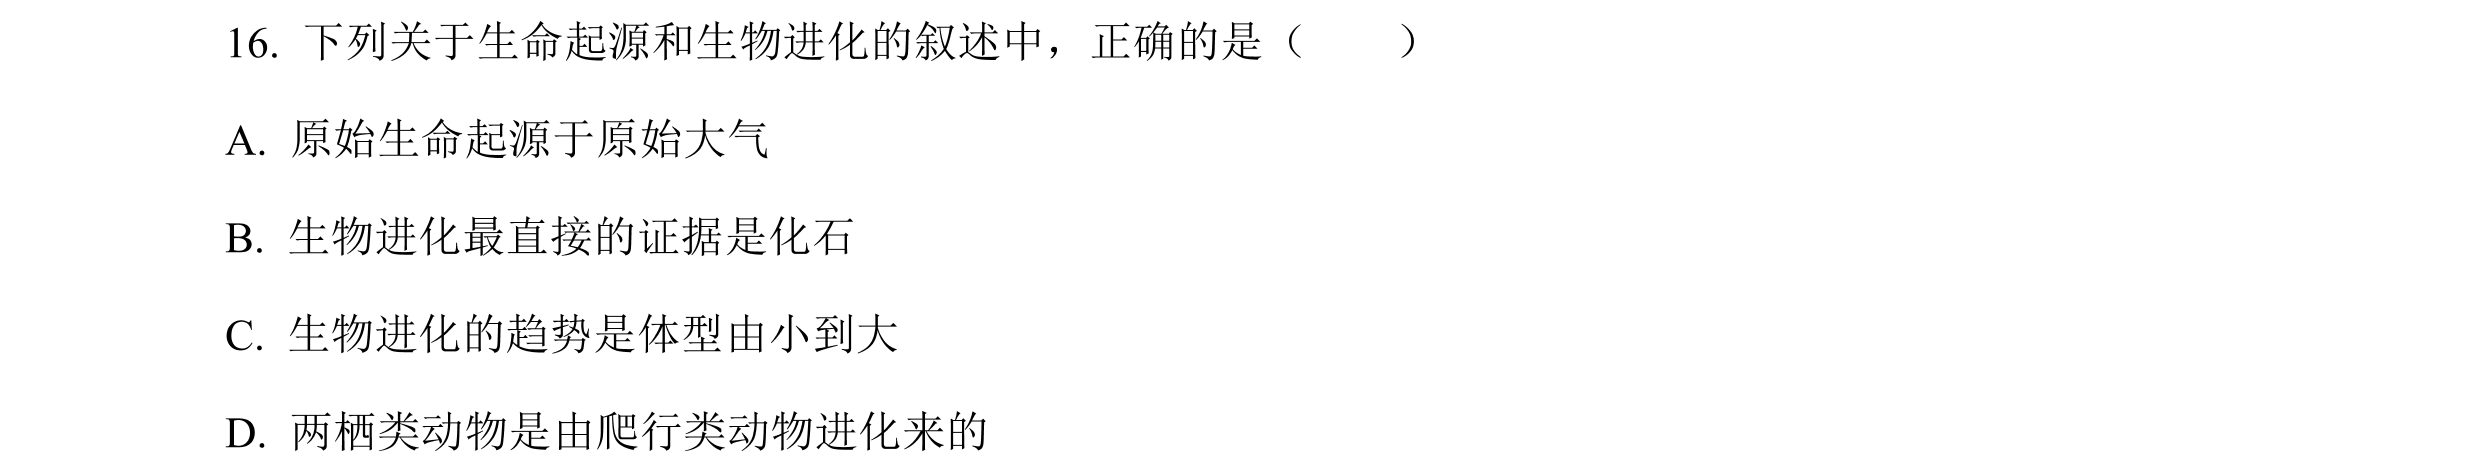 16. 下列关于生命起源和生物进化的叙述中，正确的是（　　）
A. 原始生命起源于原始大气
B. 生物进化最直接的证据是化石
C. 生物进化的趋势是体型由小到大
D. 两栖类动物是由爬行类动物进化来的